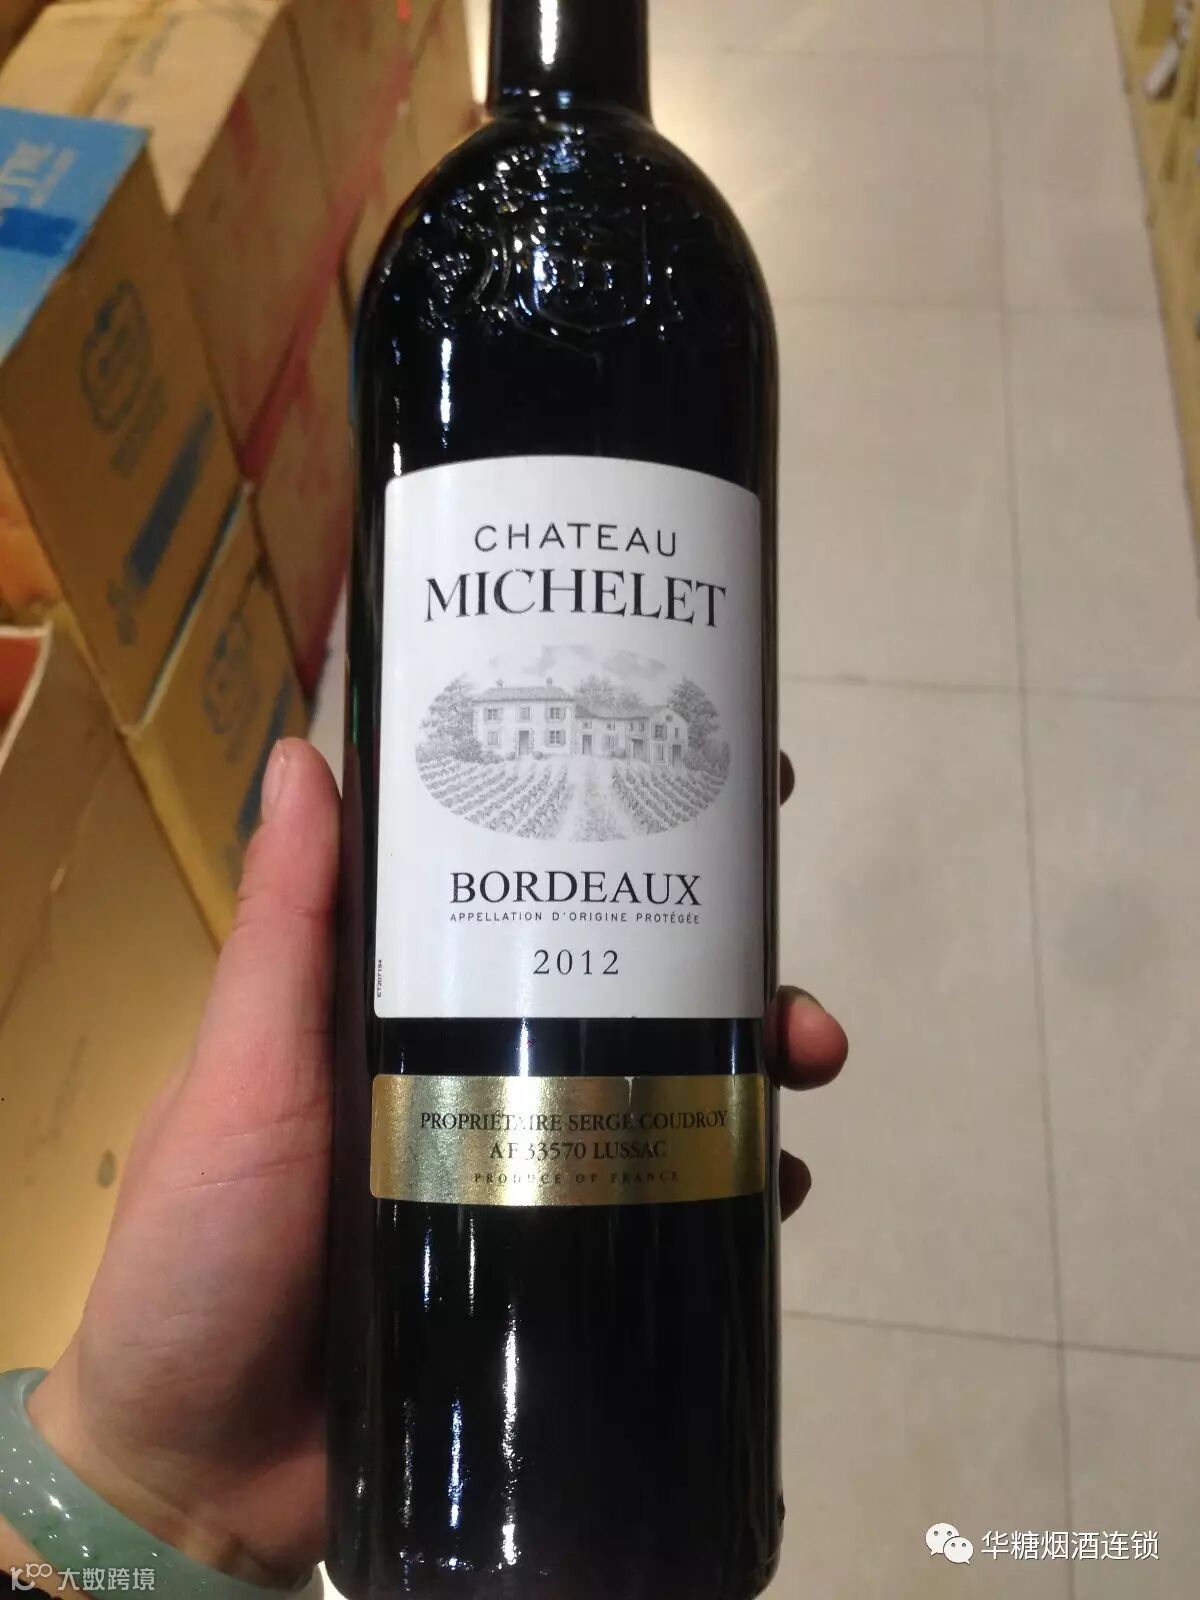 CHATEAU
MICHELET
BORDEAUX
APPELLATION D'ORIGINE PROTÉGÉE
2012
ET207184
PROPRIÉTAIRE SERGE COUDROY
A F 33570 LUSSAC
PRODUCE OF FRANCE
华糖烟酒连锁
大数跨境